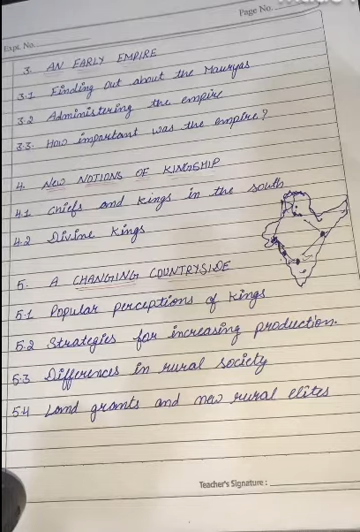 Page No.
Expt. No.
3. AN EARLY EMPIRE
3.1 Finding out about the Mauryas
3.2 Administering the empire
3.3. How important was the empire?
4. NEW NOTIONS OF KINGSHIP
4.1 Chiefs and kings in the south
4.2 Divine Kings
5. A CHANGING COUNTRYSIDE
5.1 Popular perceptions of kings
5.2 Strategies for increasing production.
5.3 Differences in rural society
5.4 Land grants and new rural elites
Teacher's Signature :